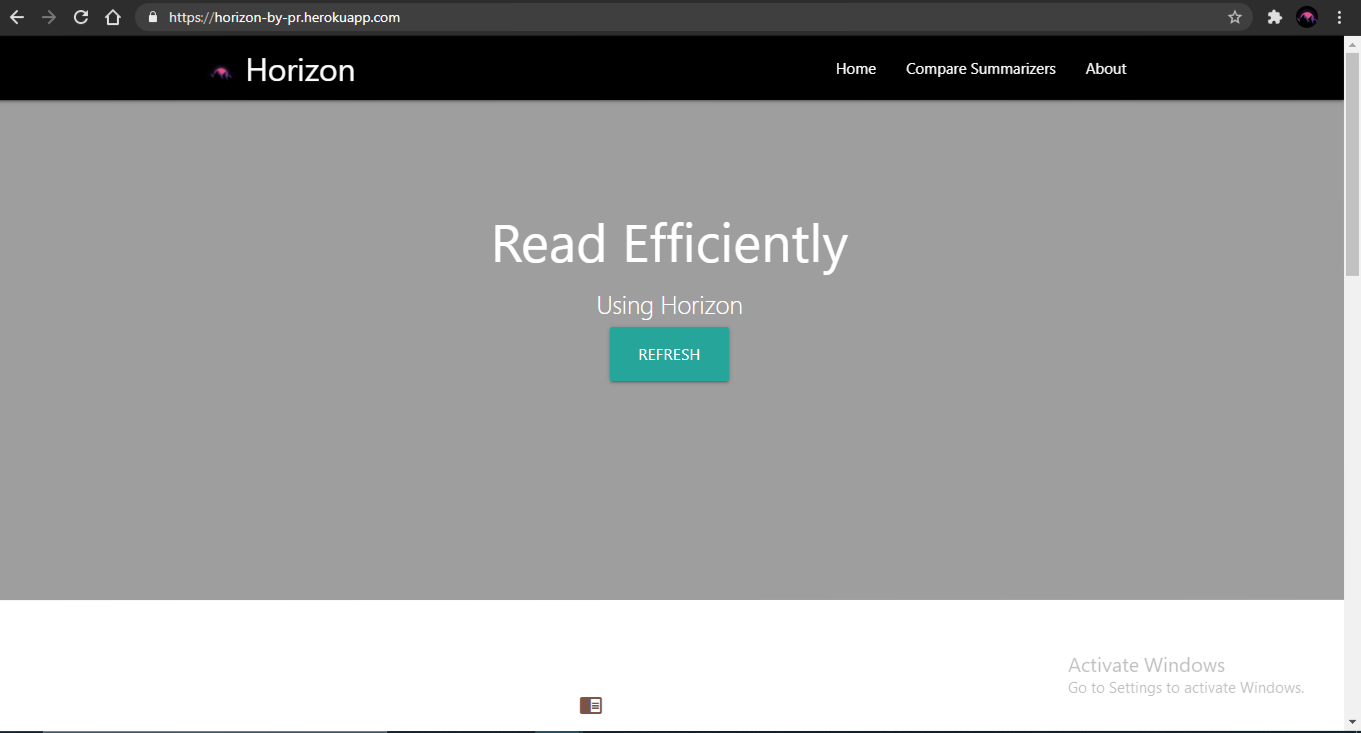 https://horizon-by-pr.herokuapp.com
Horizon
Home Compare Summarizers About
Read Efficiently
Using Horizon
REFRESH
Activate Windows
Go to Settings to activate Windows.